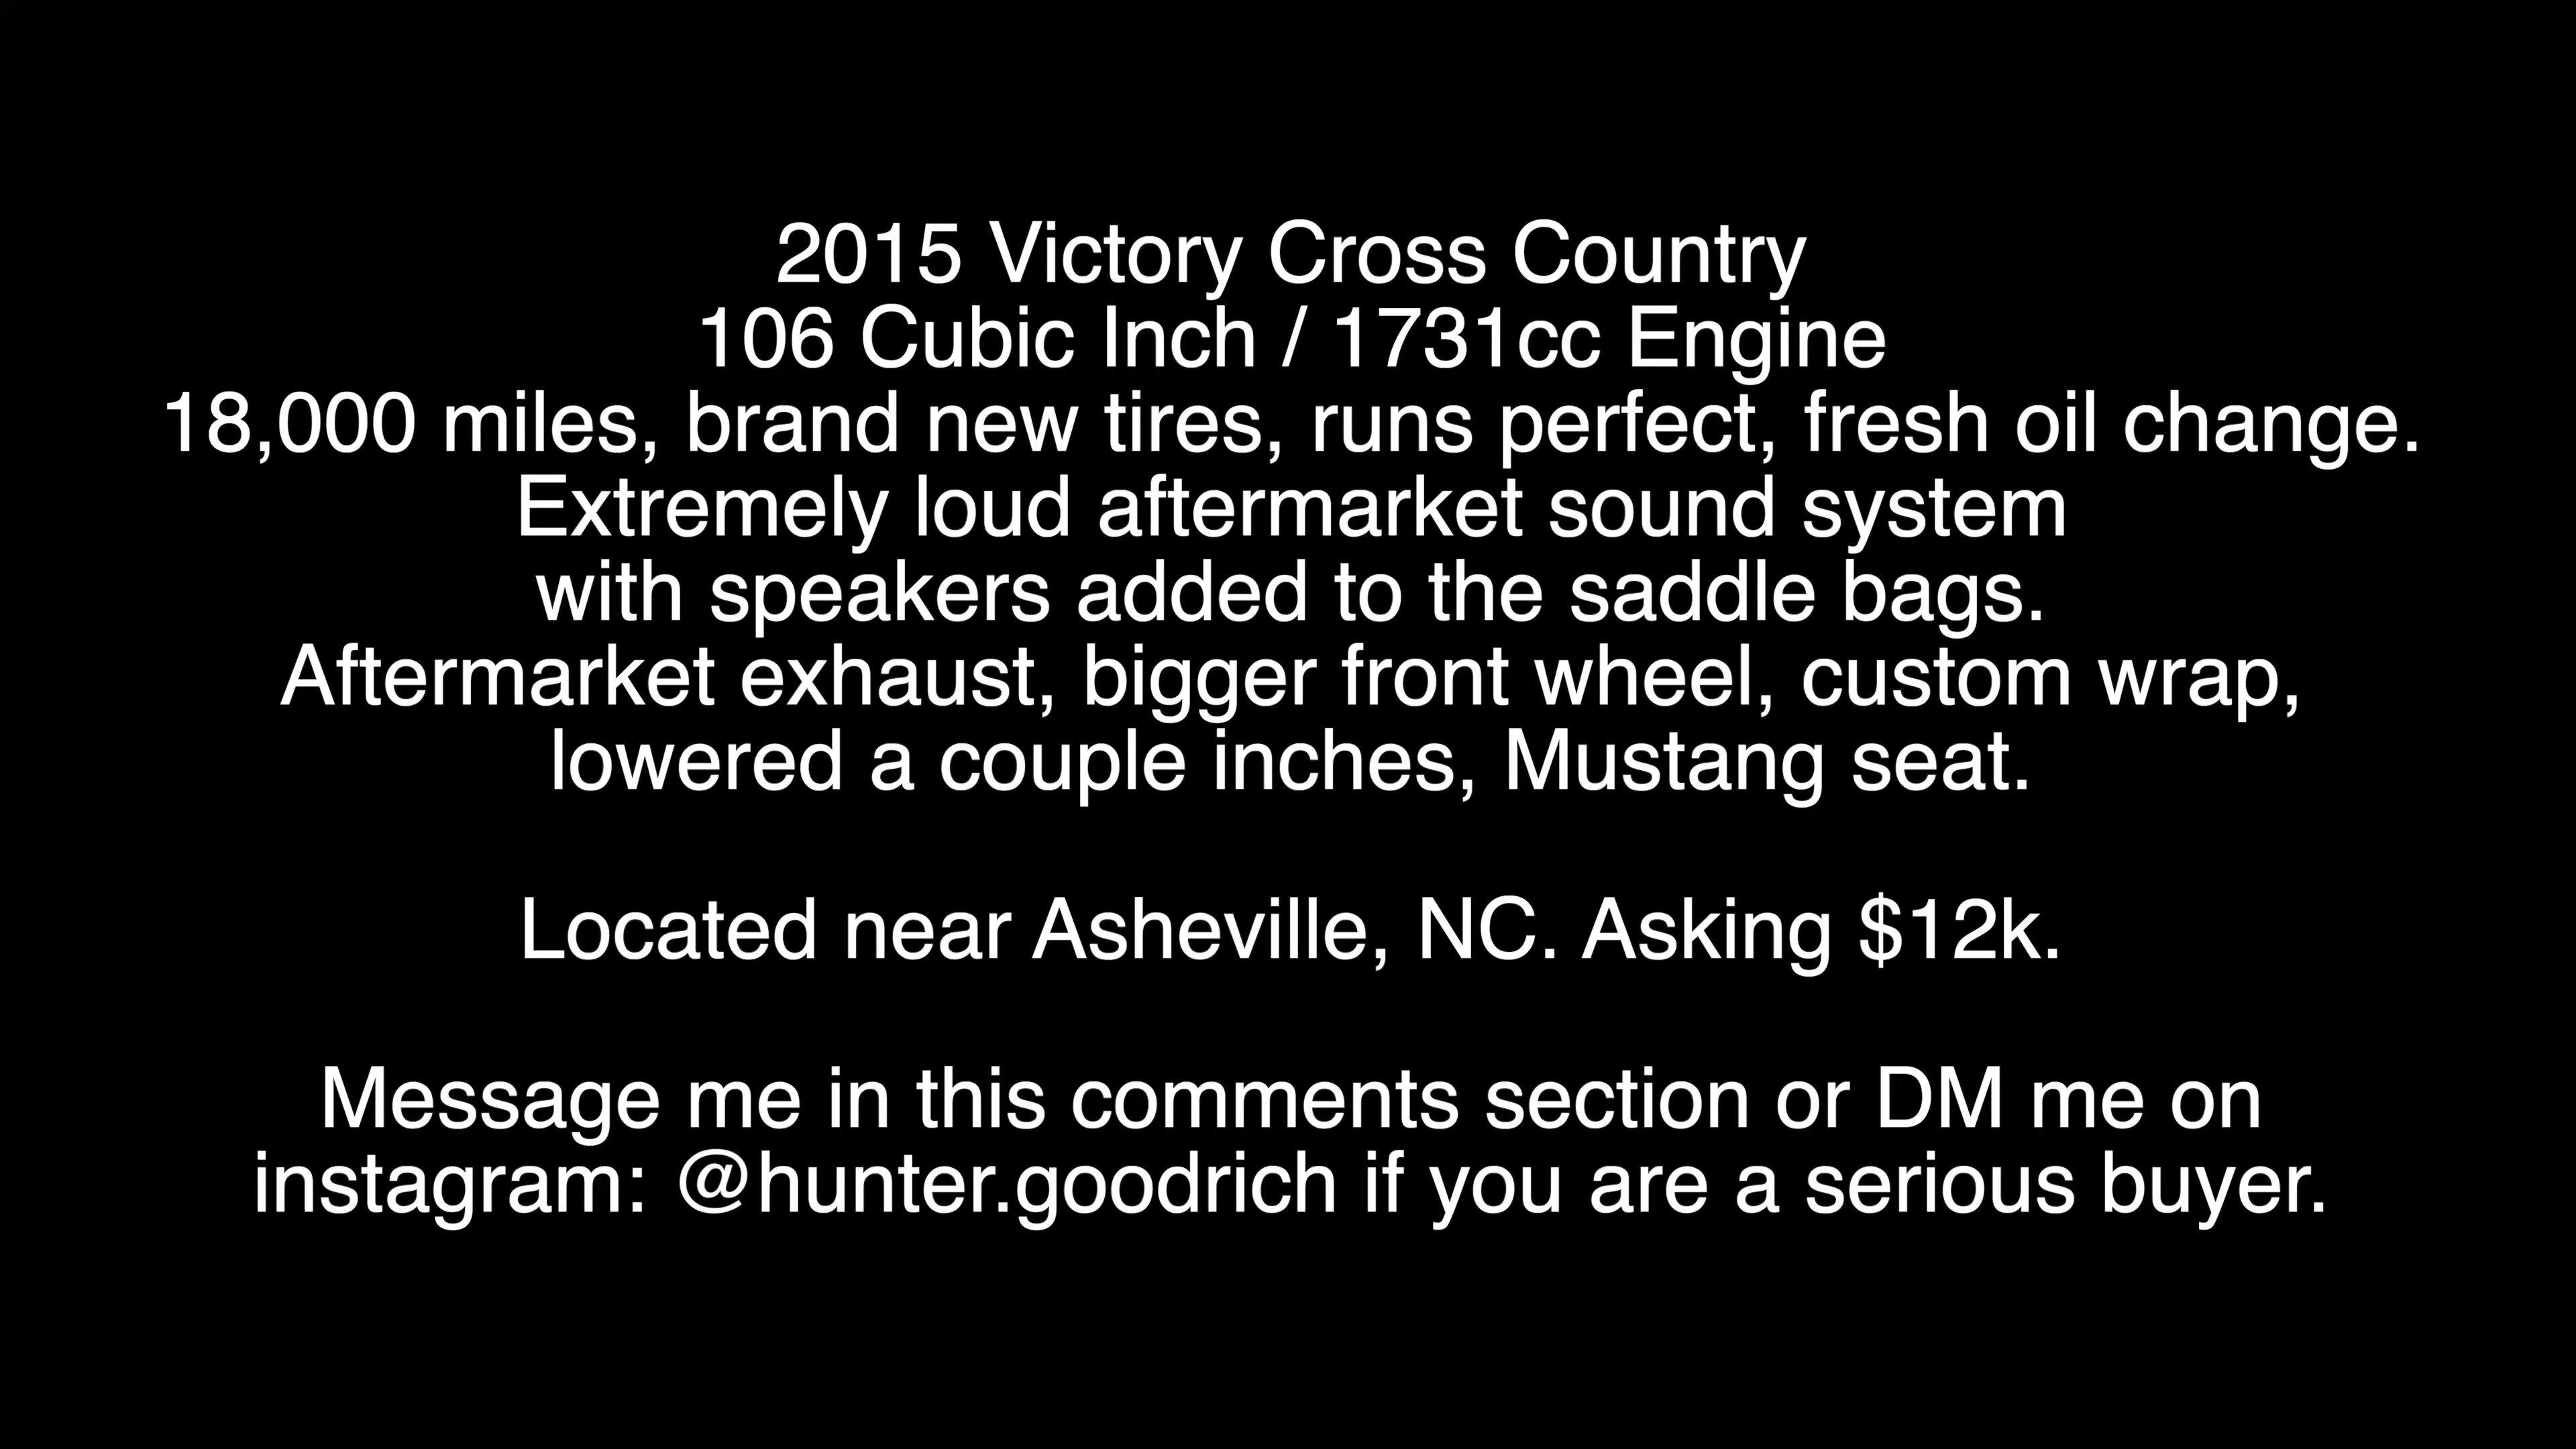 2015 Victory Cross Country
106 Cubic Inch / 1731cc Engine
18,000 miles, brand new tires, runs perfect, fresh oil change.
Extremely loud aftermarket sound system
with speakers added to the saddle bags.
Aftermarket exhaust, bigger front wheel, custom wrap,
lowered a couple inches, Mustang seat.
Located near Asheville, NC. Asking $12k.
Message me in this comments section or DM me on
instagram: @hunter.goodrich if you are a serious buyer.